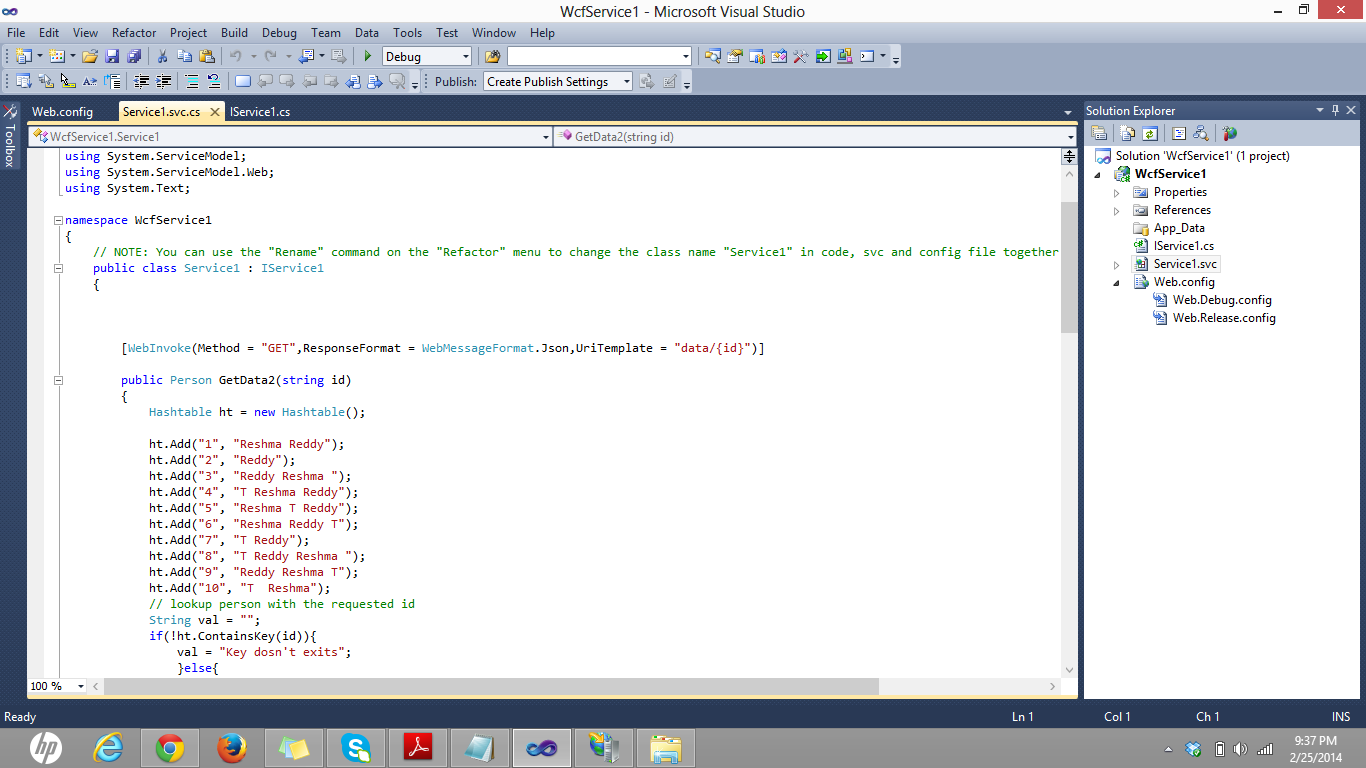 WcfService1 - Microsoft Visual Studio
File Edit View Refactor Project Build Debug Team Data Tools Test Window Help
Debug
Publish: Create Publish Settings
Toolbox
Web.config Service1.svc.cs IService1.cs
WcfService1.Service1 GetData2(string id)
using System.ServiceModel;
using System.ServiceModel.Web;
using System.Text;
namespace WcfService1
{
// NOTE: You can use the "Rename" command on the "Refactor" menu to change the class name "Service1" in code, svc and config file together
public class Service1 : IService1
{
[WebInvoke(Method = "GET",ResponseFormat = WebMessageFormat.Json,UriTemplate = "data/{id}")]
public Person GetData2(string id)
{
Hashtable ht = new Hashtable();
ht.Add("1", "Reshma Reddy");
ht.Add("2", "Reddy");
ht.Add("3", "Reddy Reshma ");
ht.Add("4", "T Reshma Reddy");
ht.Add("5", "Reshma T Reddy");
ht.Add("6", "Reshma Reddy T");
ht.Add("7", "T Reddy");
ht.Add("8", "T Reddy Reshma ");
ht.Add("9", "Reddy Reshma T");
ht.Add("10", "T  Reshma");
// lookup person with the requested id
String val = "";
if(!ht.ContainsKey(id)){
val = "Key dosn't exits";
}else{
100 %
Solution Explorer
Solution 'WcfService1' (1 project)
WcfService1
Properties
References
App_Data
IService1.cs
Service1.svc
Web.config
Web.Debug.config
Web.Release.config
Ready Ln 1 Col 1 Ch 1 INS
hp
9:37 PM
2/25/2014